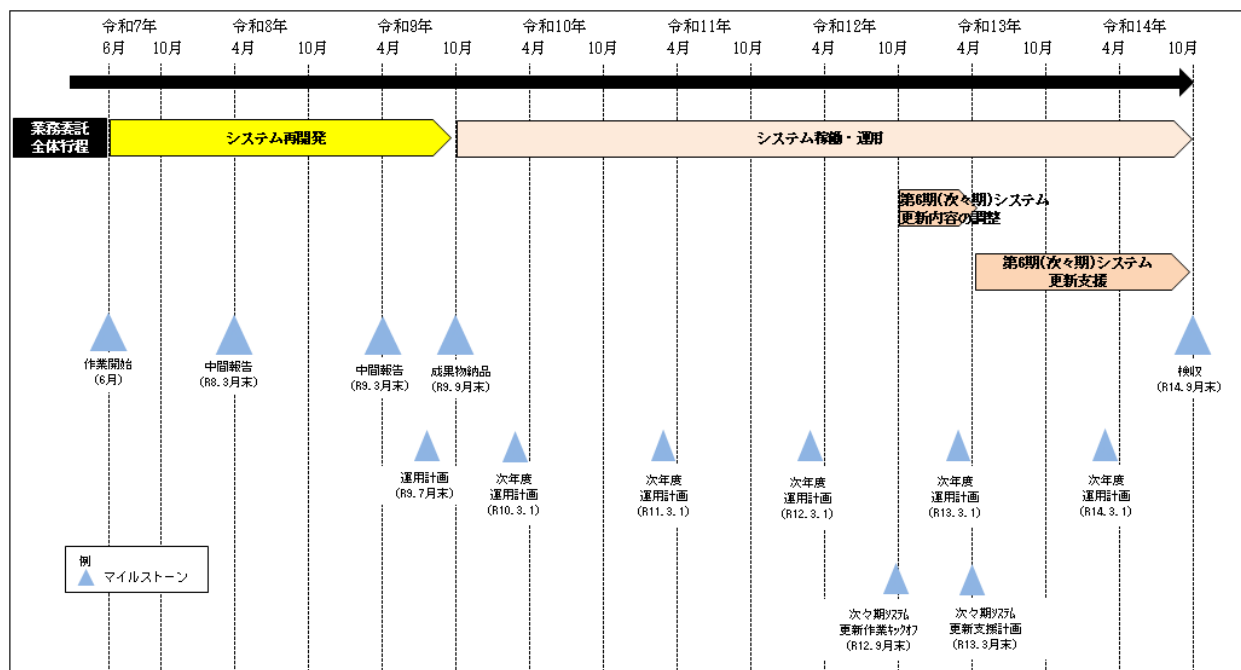 令和7年 令和8年 令和9年 令和10年 令和11年 令和12年 令和13年 令和14年
6月 10月 4月 10月 4月 10月 4月 10月 4月 10月 4月 10月 4月 10月 4月 10月
業務委託
全体行程
システム再開発
システム稼働・運用
第6期(次々期)システム
更新内容の調整
第6期(次々期)システム
更新支援
作業開始
(6月)
中間報告
(R8.3月末)
中間報告
(R9.3月末)
成果物納品
(R9.9月末)
検収
(R14.9月末)
運用計画
(R9.7月末)
次年度
運用計画
(R10.3.1)
次年度
運用計画
(R11.3.1)
次年度
運用計画
(R12.3.1)
次年度
運用計画
(R13.3.1)
次年度
運用計画
(R14.3.1)
例
マイルストーン
次々期ｼｽﾃﾑ
更新作業ｷｯｸｵﾌ
(R12.9月末)
次々期ｼｽﾃﾑ
更新支援計画
(R13.3月末)